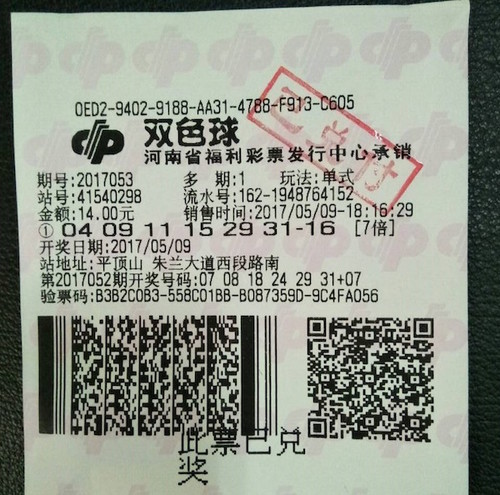 0ED2-9402-9188-AA31-4788-F913-C605
双色球
河南省福利彩票发行中心承销
期号:2017053 多期:1 玩法:单式
站号:41540298 流水号:162-1948764152
金额:14.00元 销售时间:2017/05/09-18:16:29
① 04 09 11 15 29 31-16 [7倍]
开奖日期:2017/05/09
站地址:平顶山 朱兰大道西段路南
第2017052期开奖号码:07 08 18 24 29 31+07
验票码:B3B2C0B3-558C01BB-B087359D-9C4FA056
此票已兑
奖